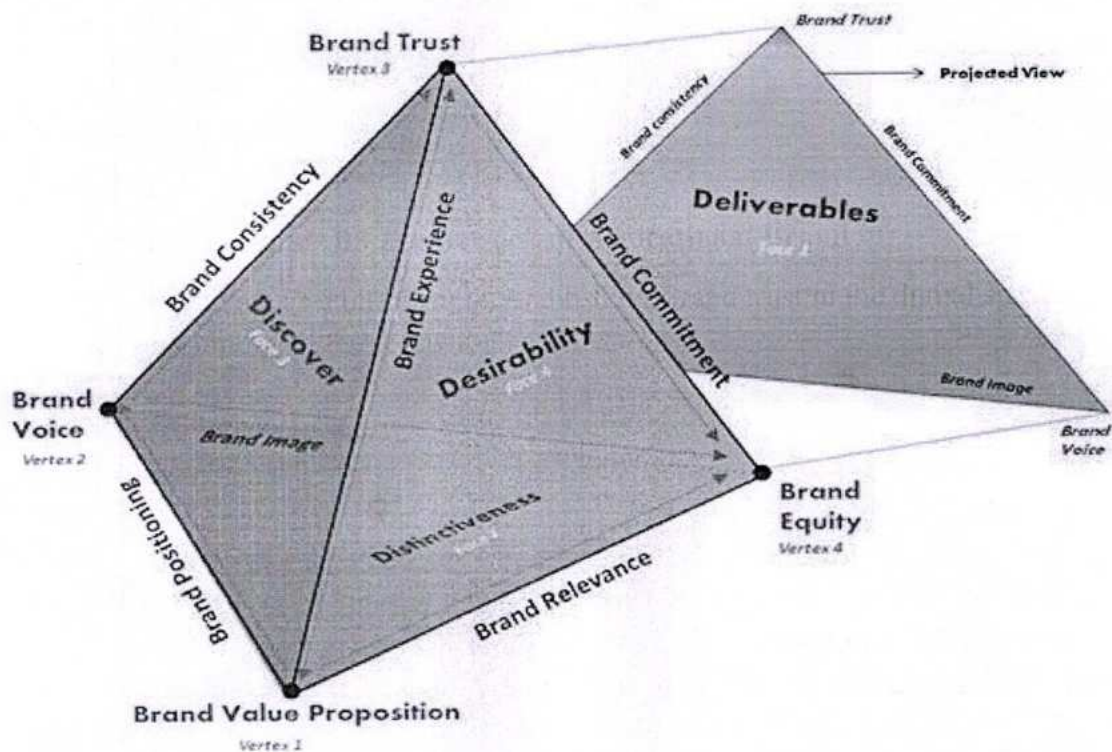 Brand Trust
Vertex 3
Brand Trust
Projected View
Brand consistency
Brand Commitment
Deliverables
Brand Consistency
Brand Experience
Brand Commitment
Discover
Desirability
Brand Image
Brand
Voice
Vertex 2
Brand Image
Brand
Voice
Distinctiveness
Brand
Equity
Vertex 4
Brand Positioning
Brand Relevance
Brand Value Proposition
Vertex 1